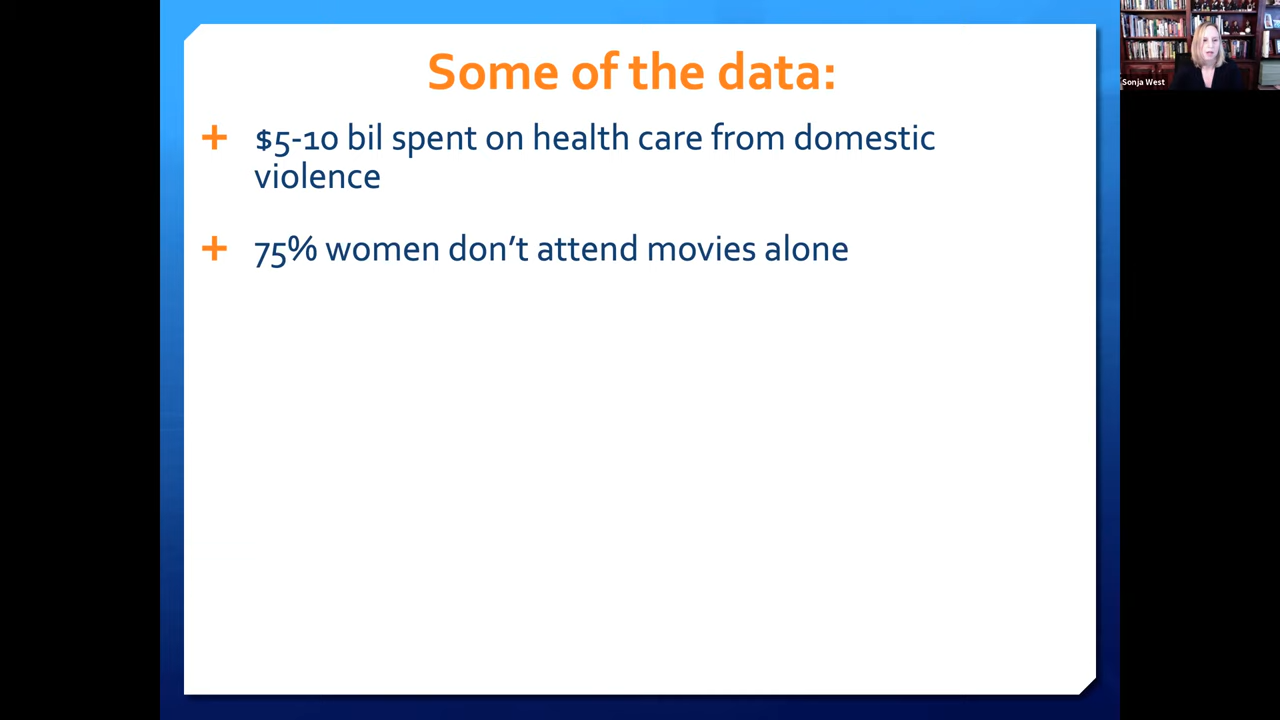 Some of the data:
+ $5-10 bil spent on health care from domestic
violence
+ 75% women don’t attend movies alone
Sonja West